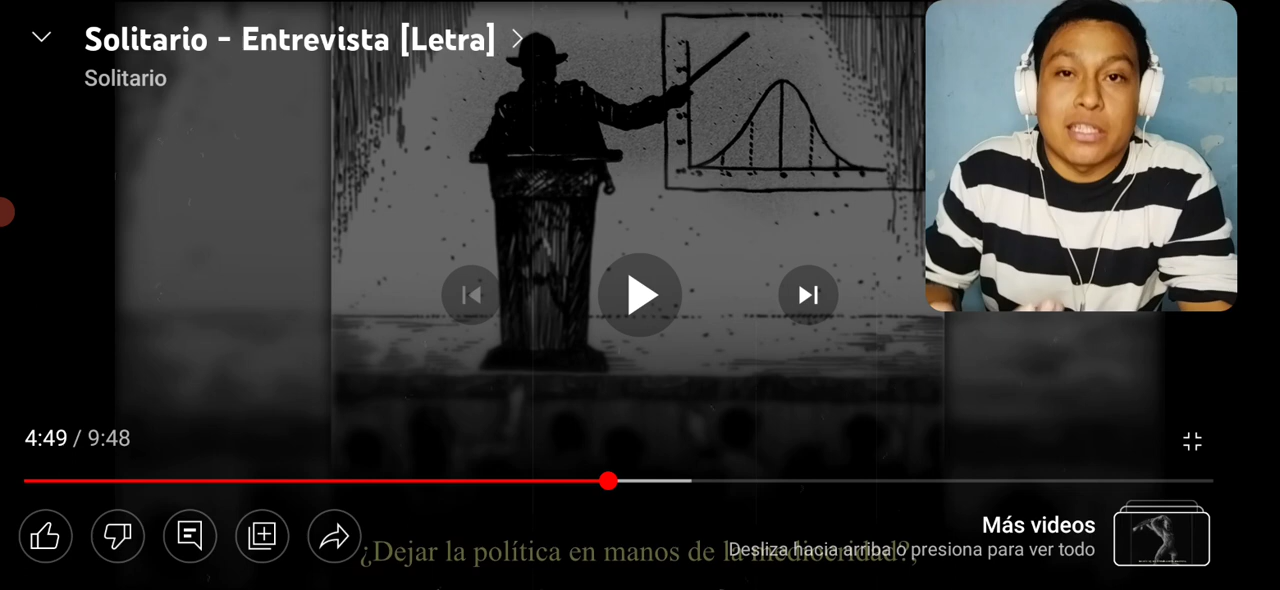 Solitario - Entrevista [Letra]
Solitario
4:49 / 9:48
Más videos
Desliza hacia arriba o presiona para ver todo
¿Dejar la política en manos de la mediocridad?,